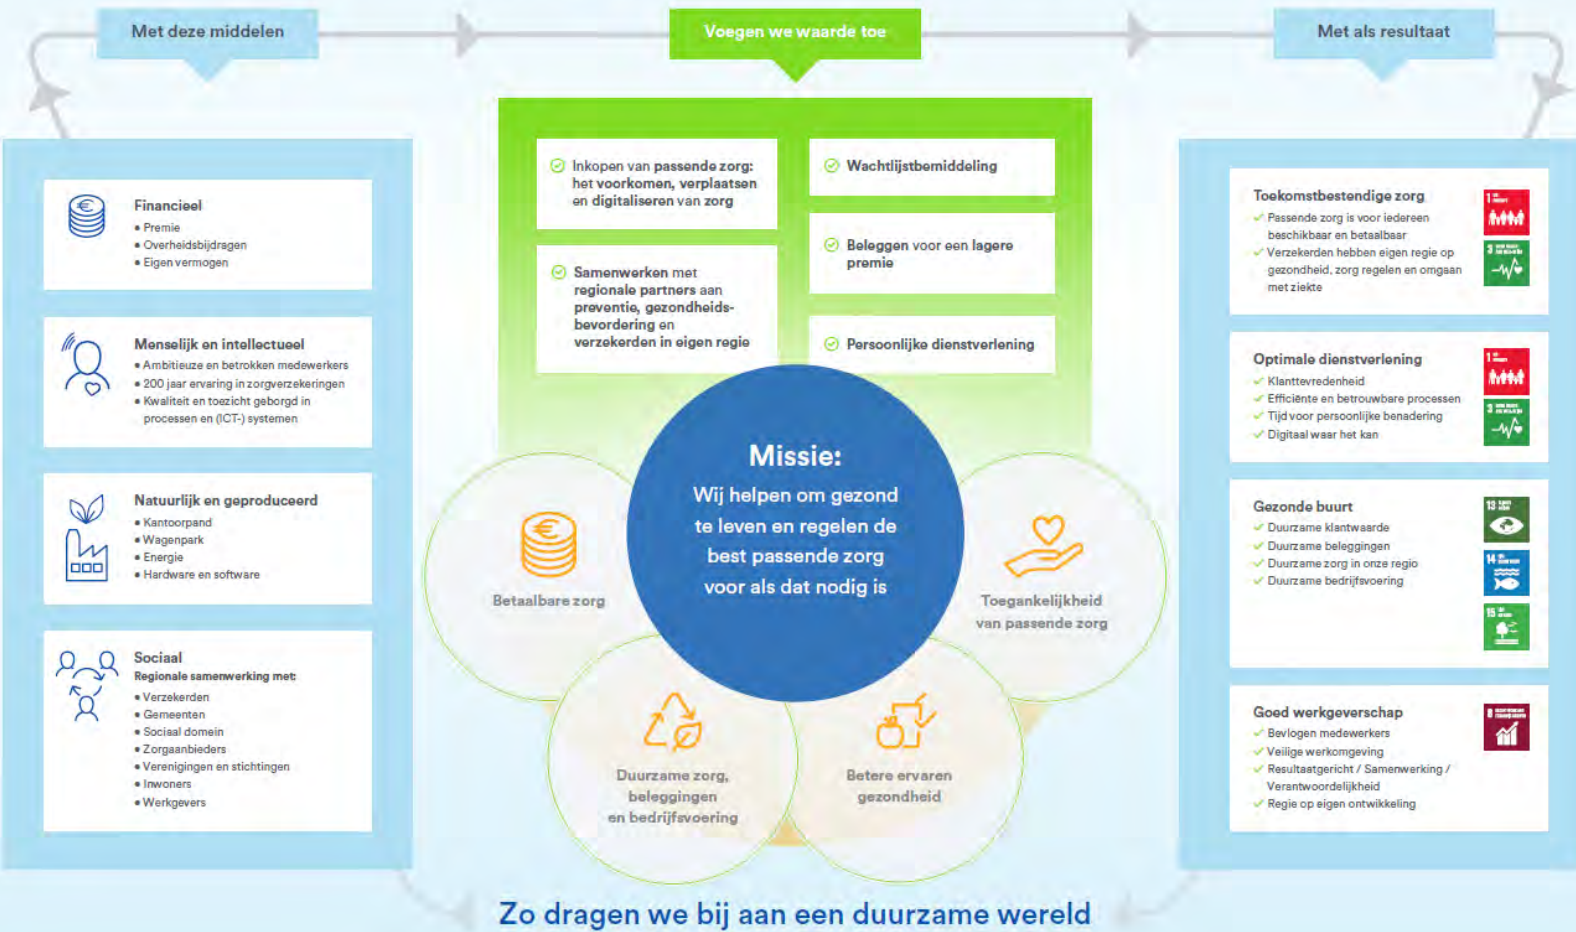 Met deze middelen
Voegen we waarde toe
Met als resultaat
Financieel
• Premie
• Overheidsbijdragen
• Eigen vermogen
Menselijk en intellectueel
• Ambitieuze en betrokken medewerkers
• 200 jaar ervaring in zorgverzekeringen
• Kwaliteit en toezicht geborgd in
processen en (ICT-) systemen
Natuurlijk en geproduceerd
• Kantoorpand
• Wagenpark
• Energie
• Hardware en software
Sociaal
Regionale samenwerking met:
• Verzekerden
• Gemeenten
• Sociaal domein
• Zorgaanbieders
• Verenigingen en stichtingen
• Inwoners
• Werkgevers
Inkopen van passende zorg:
het voorkomen, verplaatsen
en digitaliseren van zorg
Samenwerken met
regionale partners aan
preventie, gezondheids-
bevordering en
verzekerden in eigen regie
Wachtlijstbemiddeling
Beleggen voor een lagere
premie
Persoonlijke dienstverlening
Missie:
Wij helpen om gezond
te leven en regelen de
best passende zorg
voor als dat nodig is
Betaalbare zorg
Duurzame zorg,
beleggingen
en bedrijfsvoering
Betere ervaren
gezondheid
Toegankelijkheid
van passende zorg
Toekomstbestendige zorg
Passende zorg is voor iedereen
beschikbaar en betaalbaar
Verzekerden hebben eigen regie op
gezondheid, zorg regelen en omgaan
met ziekte
1
3
Optimale dienstverlening
Klanttevredenheid
Efficiënte en betrouwbare processen
Tijd voor persoonlijke benadering
Digitaal waar het kan
1
3
Gezonde buurt
Duurzame klantwaarde
Duurzame beleggingen
Duurzame zorg in onze regio
Duurzame bedrijfsvoering
13
14
15
Goed werkgeverschap
Bevlogen medewerkers
Veilige werkomgeving
Resultaatgericht / Samenwerking /
Verantwoordelijkheid
Regie op eigen ontwikkeling
8
Zo dragen we bij aan een duurzame wereld